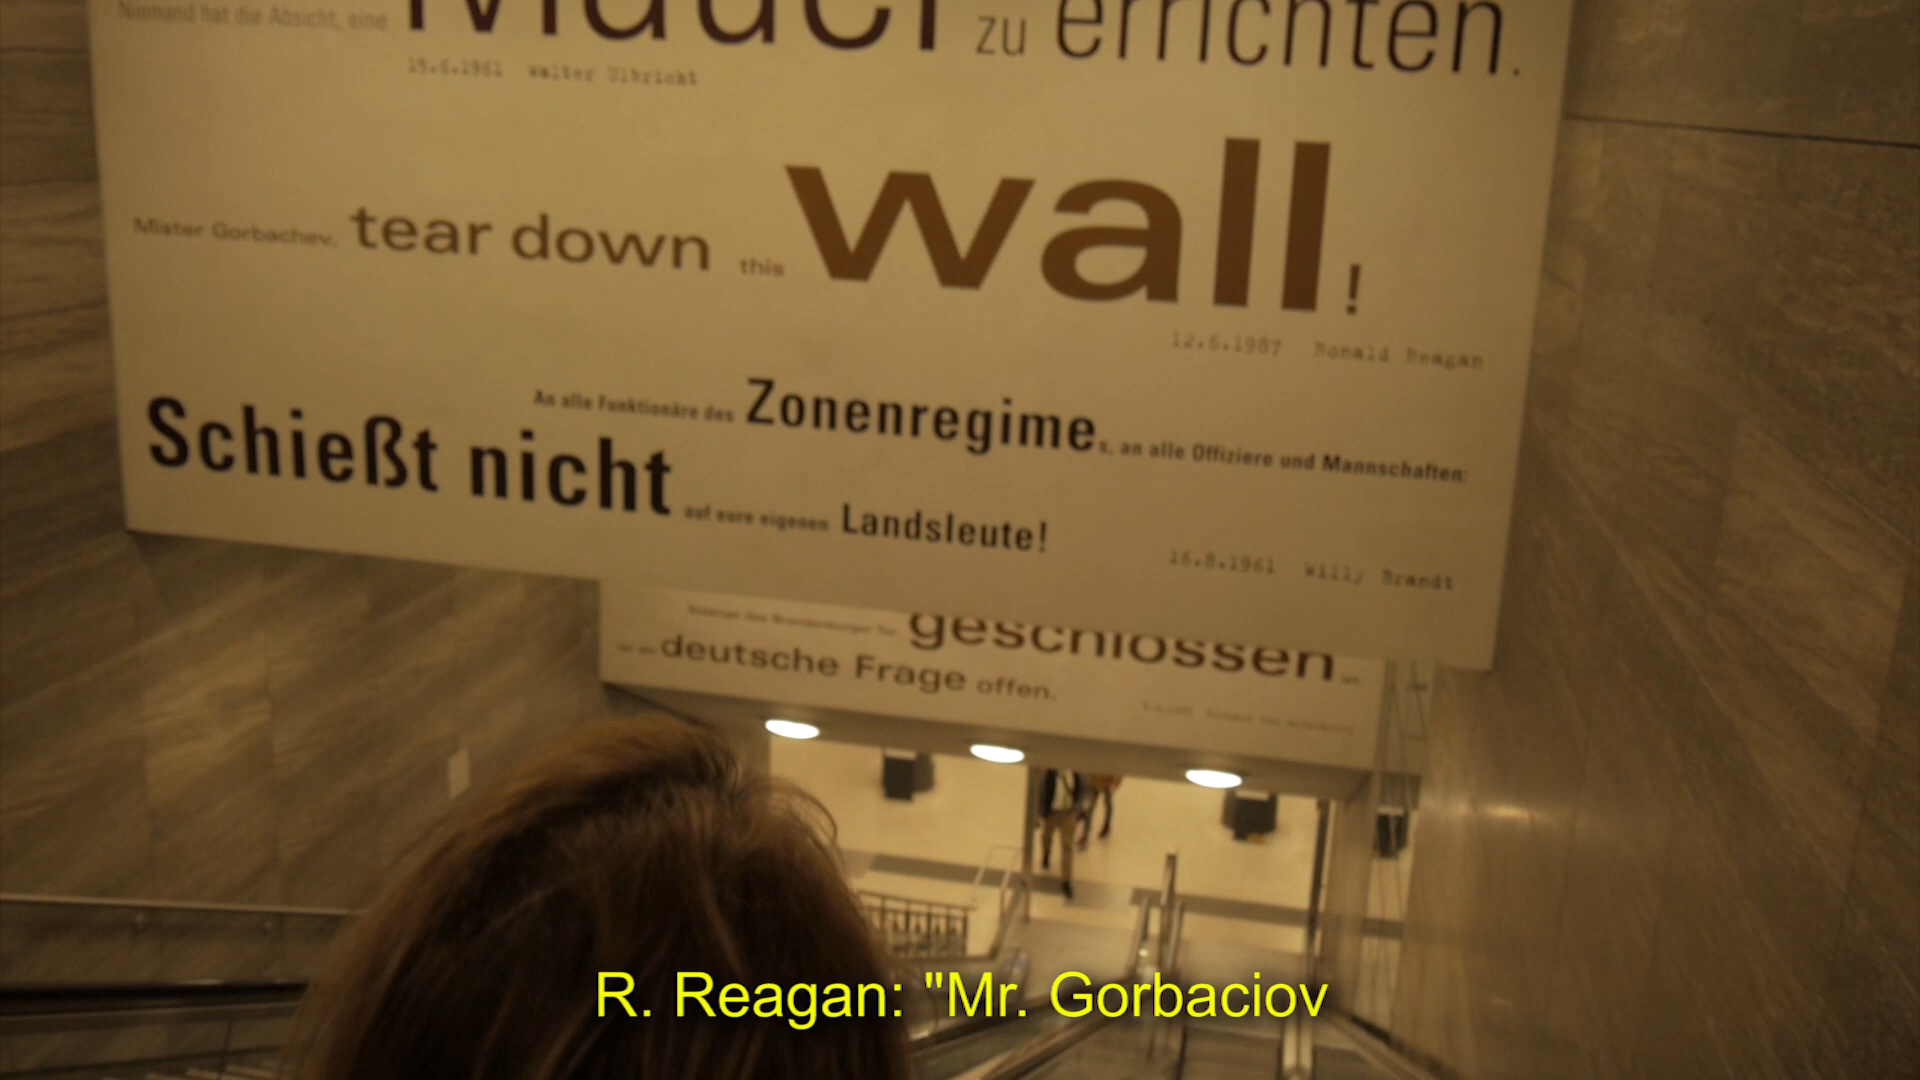 Niemand hat die Absicht, eine Mauer zu errichten.
15.6.1961 Walter Ulbricht
Mister Gorbachev, tear down this wall!
12.6.1987 Ronald Reagan
An alle Funktionäre des Zonenregimes, an alle Offiziere und Mannschaften:
Schießt nicht auf eure eigenen Landsleute!
16.8.1961 Willy Brandt
geschlossen
deutsche Frage offen.
R. Reagan: "Mr. Gorbaciov